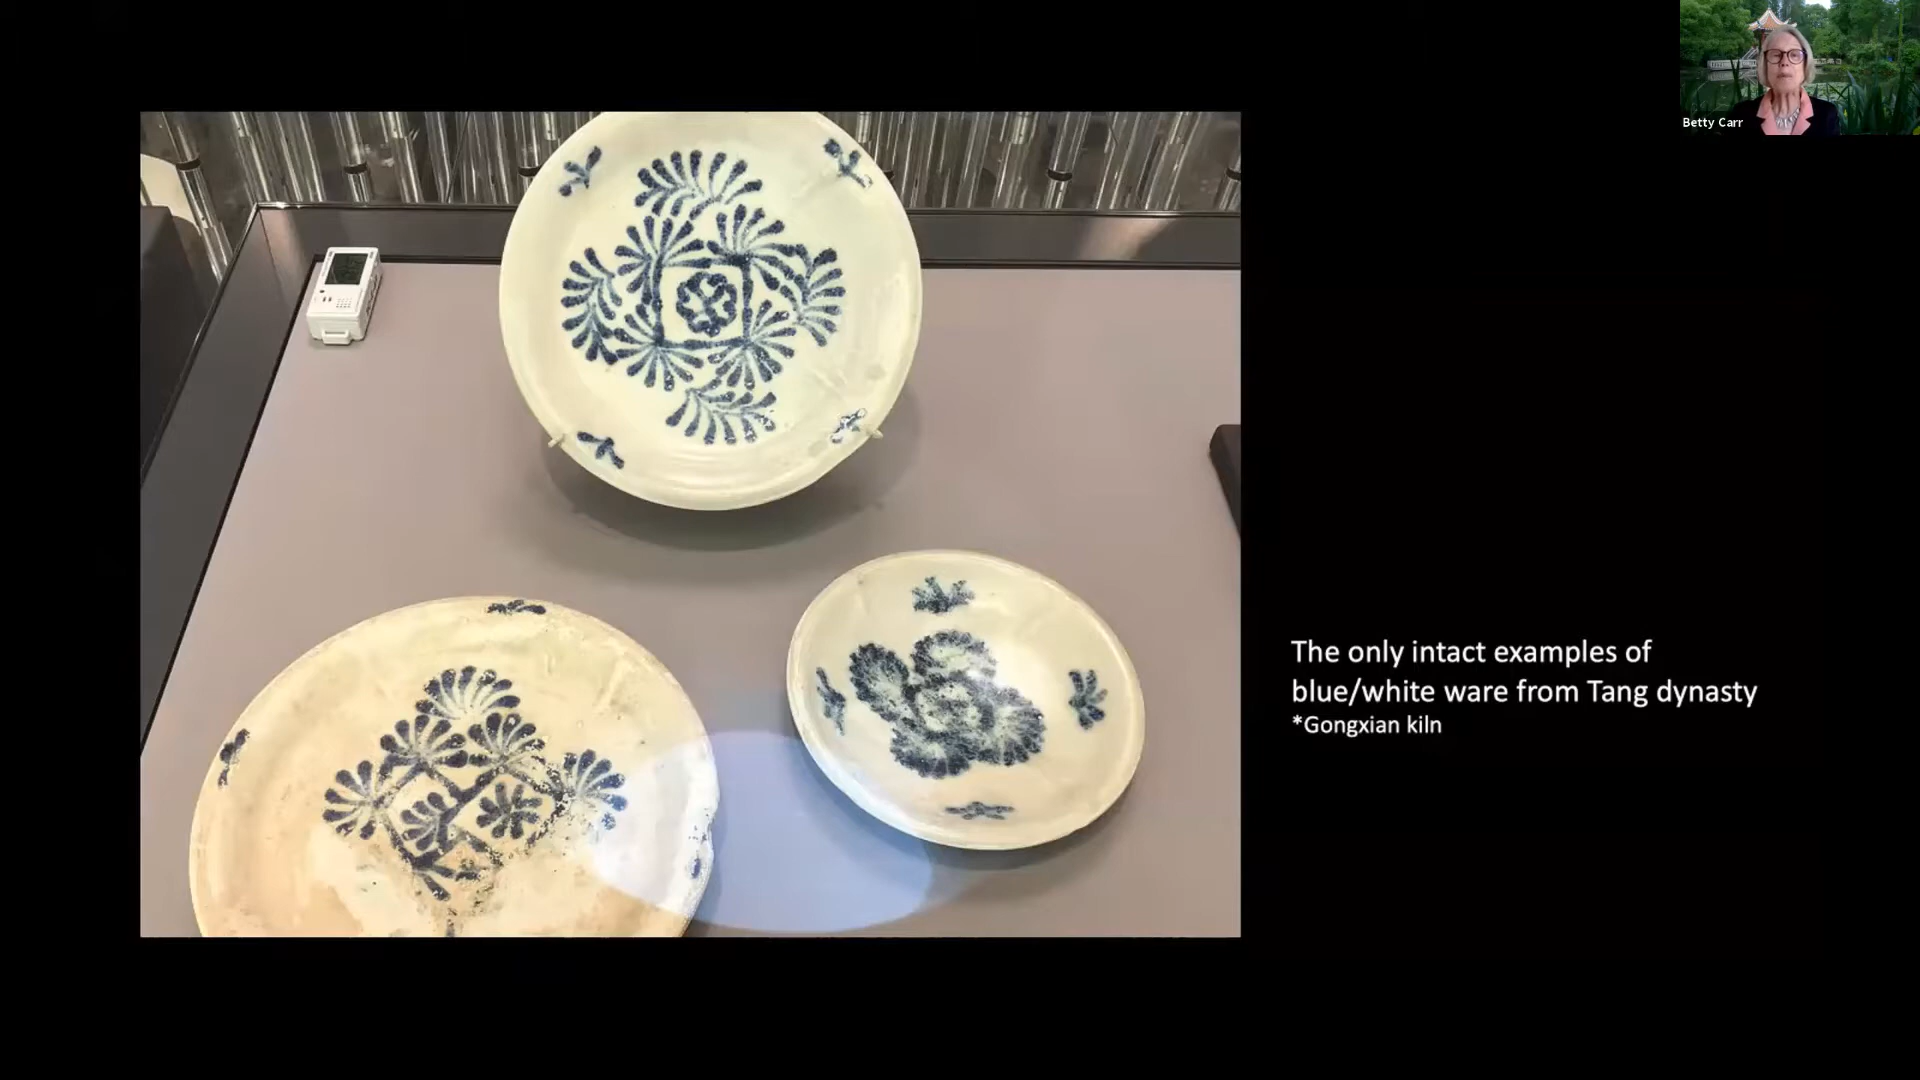 Betty Carr
The only intact examples of
blue/white ware from Tang dynasty
*Gongxian kiln